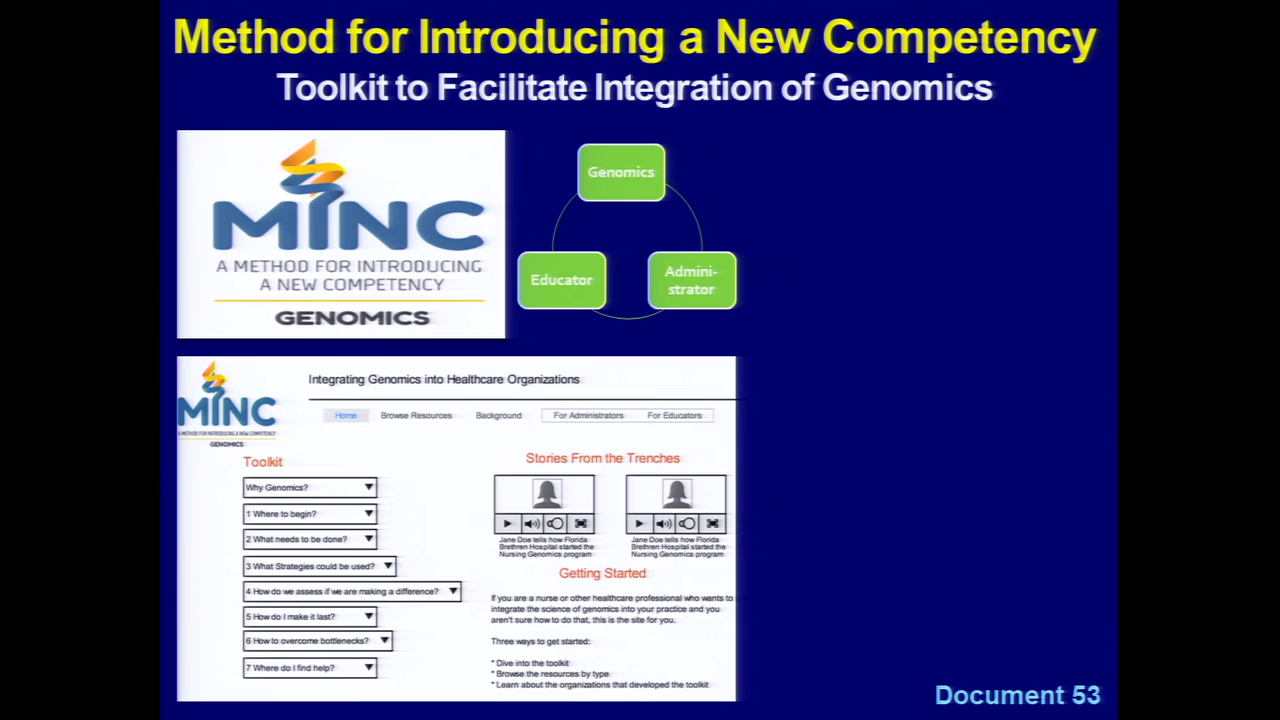 Method for Introducing a New Competency
Toolkit to Facilitate Integration of Genomics
MINC
A METHOD FOR INTRODUCING
A NEW COMPETENCY
GENOMICS
Genomics
Educator
Admini-
strator
MINC
A METHOD FOR INTRODUCING A NEW COMPETENCY
GENOMICS
Integrating Genomics into Healthcare Organizations
Home Browse Resources Background For Administrators For Educators
Toolkit
Why Genomics?
1 Where to begin?
2 What needs to be done?
3 What Strategies could be used?
4 How do we assess if we are making a difference?
5 How do I make it last?
6 How to overcome bottlenecks?
7 Where do I find help?
Stories From the Trenches
Jane Doe tells how Florida
Brethren Hospital started the
Nursing Genomics program
Jane Doe tells how Florida
Brethren Hospital started the
Nursing Genomics program
Getting Started
If you are a nurse or other healthcare professional who wants to
integrate the science of genomics into your practice and you
aren't sure how to do that, this is the site for you.
Three ways to get started:
* Dive into the toolkit
* Browse the resources by type
* Learn about the organizations that developed the toolkit
Document 53